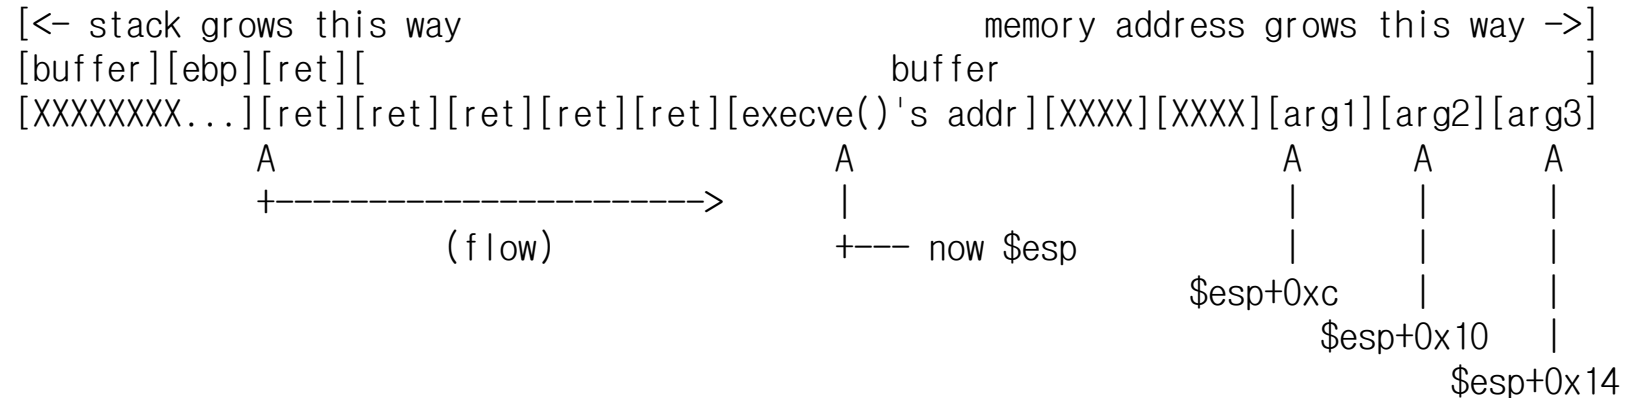 [<- stack grows this way                            memory address grows this way ->]
[buffer][ebp][ret][                            buffer                               ]
[XXXXXXXX...][ret][ret][ret][ret][ret][execve()'s addr][XXXX][XXXX][arg1][arg2][arg3]
             A                              A                       A      A      A
             +----------------------->      |                       |      |      |
                      (flow)                +--- now $esp           |      |      |
                                                               $esp+0xc    |      |
                                                                      $esp+0x10   |
                                                                             $esp+0x14